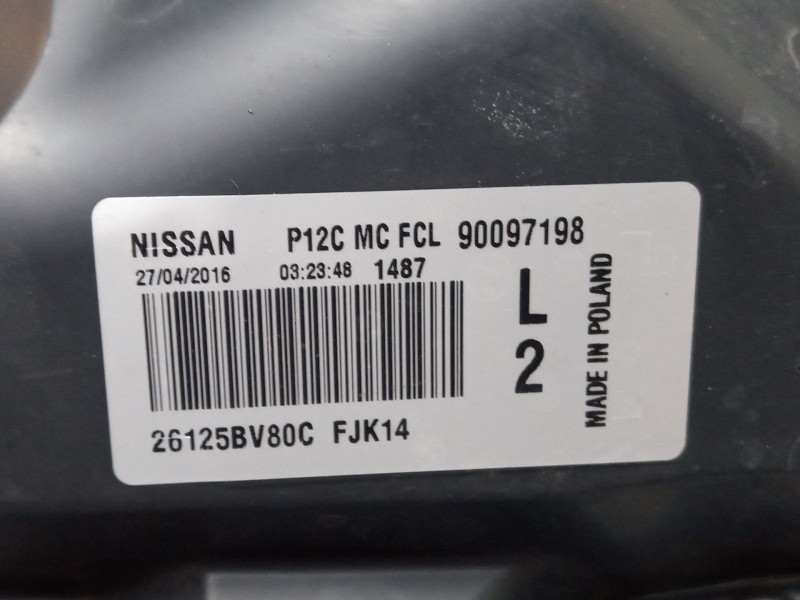 NISSAN P12C MC FCL 90097198
27/04/2016 03:23:48 1487
L
2
MADE IN POLAND
26125BV80C FJK14